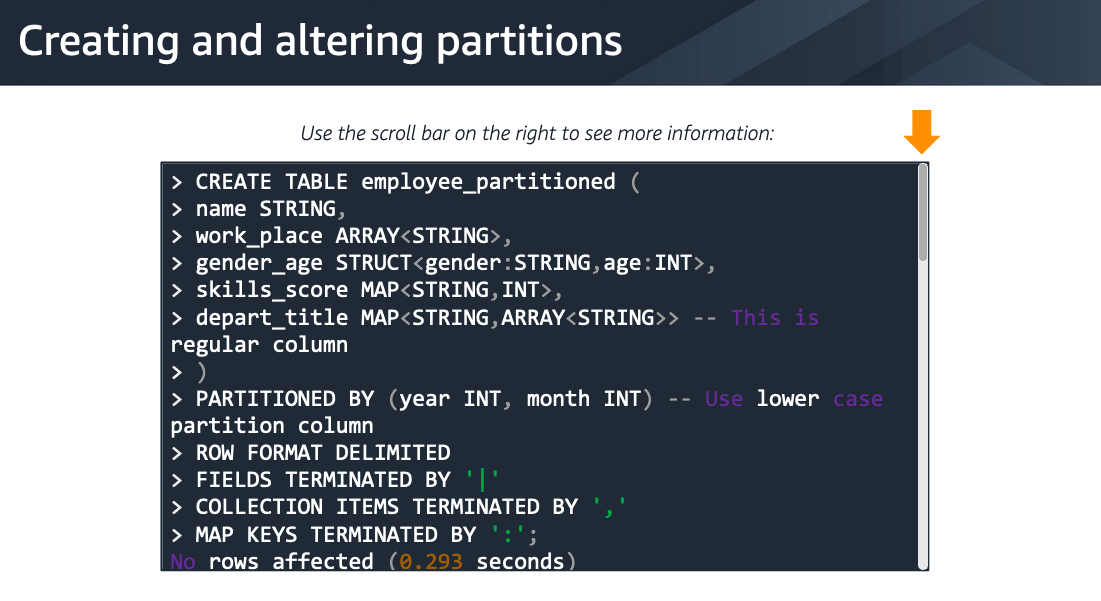 Creating and altering partitions
Use the scroll bar on the right to see more information:
> CREATE TABLE employee_partitioned (
> name STRING,
> work_place ARRAY<STRING>,
> gender_age STRUCT<gender:STRING,age:INT>,
> skills_score MAP<STRING,INT>,
> depart_title MAP<STRING,ARRAY<STRING>> -- This is
regular column
> )
> PARTITIONED BY (year INT, month INT) -- Use lower case
partition column
> ROW FORMAT DELIMITED
> FIELDS TERMINATED BY '|'
> COLLECTION ITEMS TERMINATED BY ','
> MAP KEYS TERMINATED BY ':';
No rows affected (0.293 seconds)